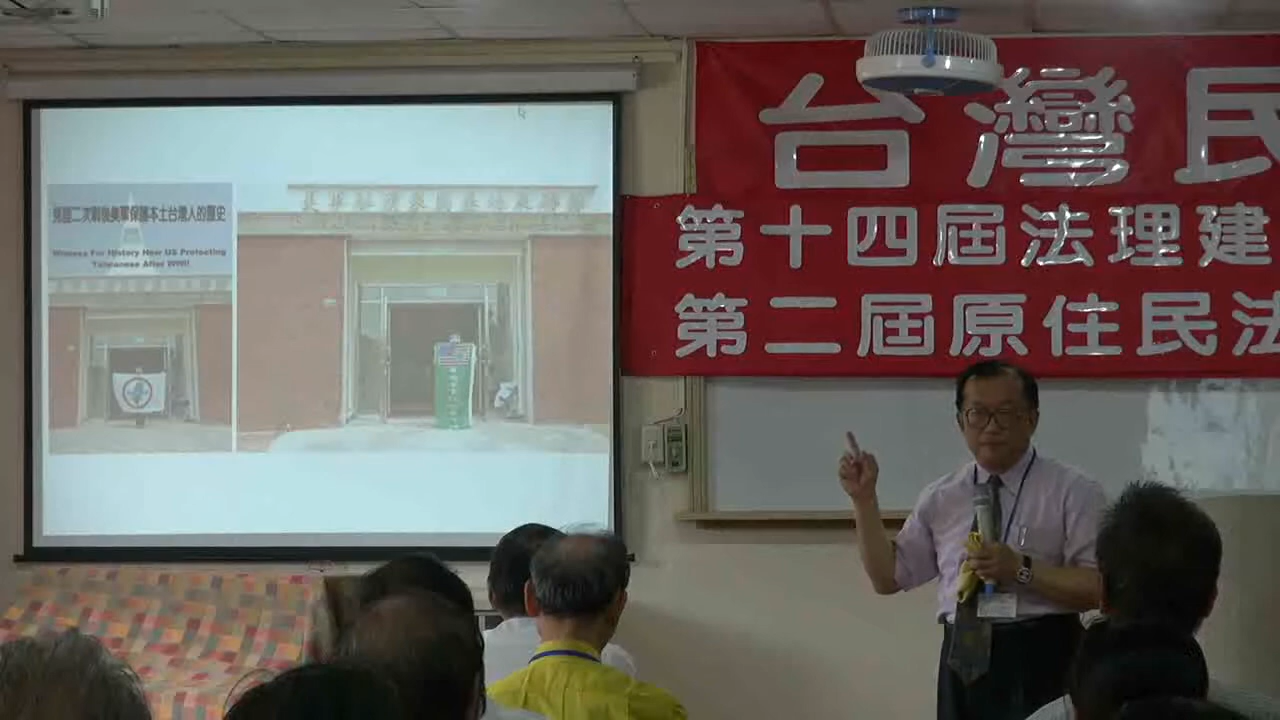 見證二次戰後美軍保護本土台灣人的歷史
Witness For History How US Protecting
Taiwanese After WWII
台灣民
第十四屆法理建
第二屆原住民法